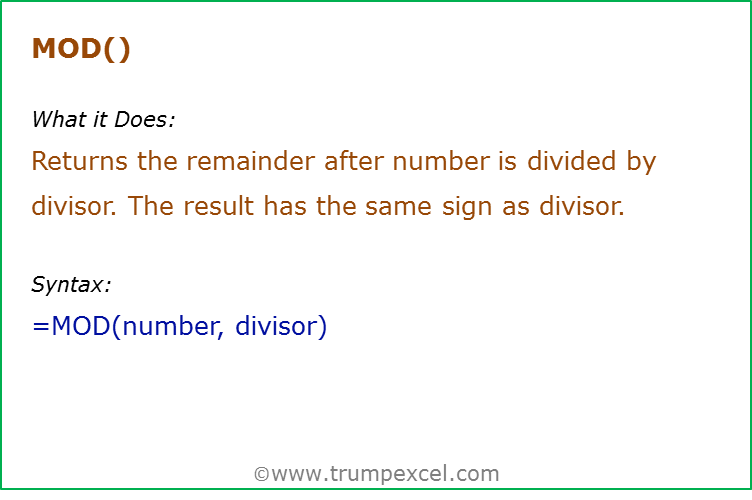 MOD()
What it Does:
Returns the remainder after number is divided by
divisor. The result has the same sign as divisor.
Syntax:
=MOD(number, divisor)
©www.trumpexcel.com